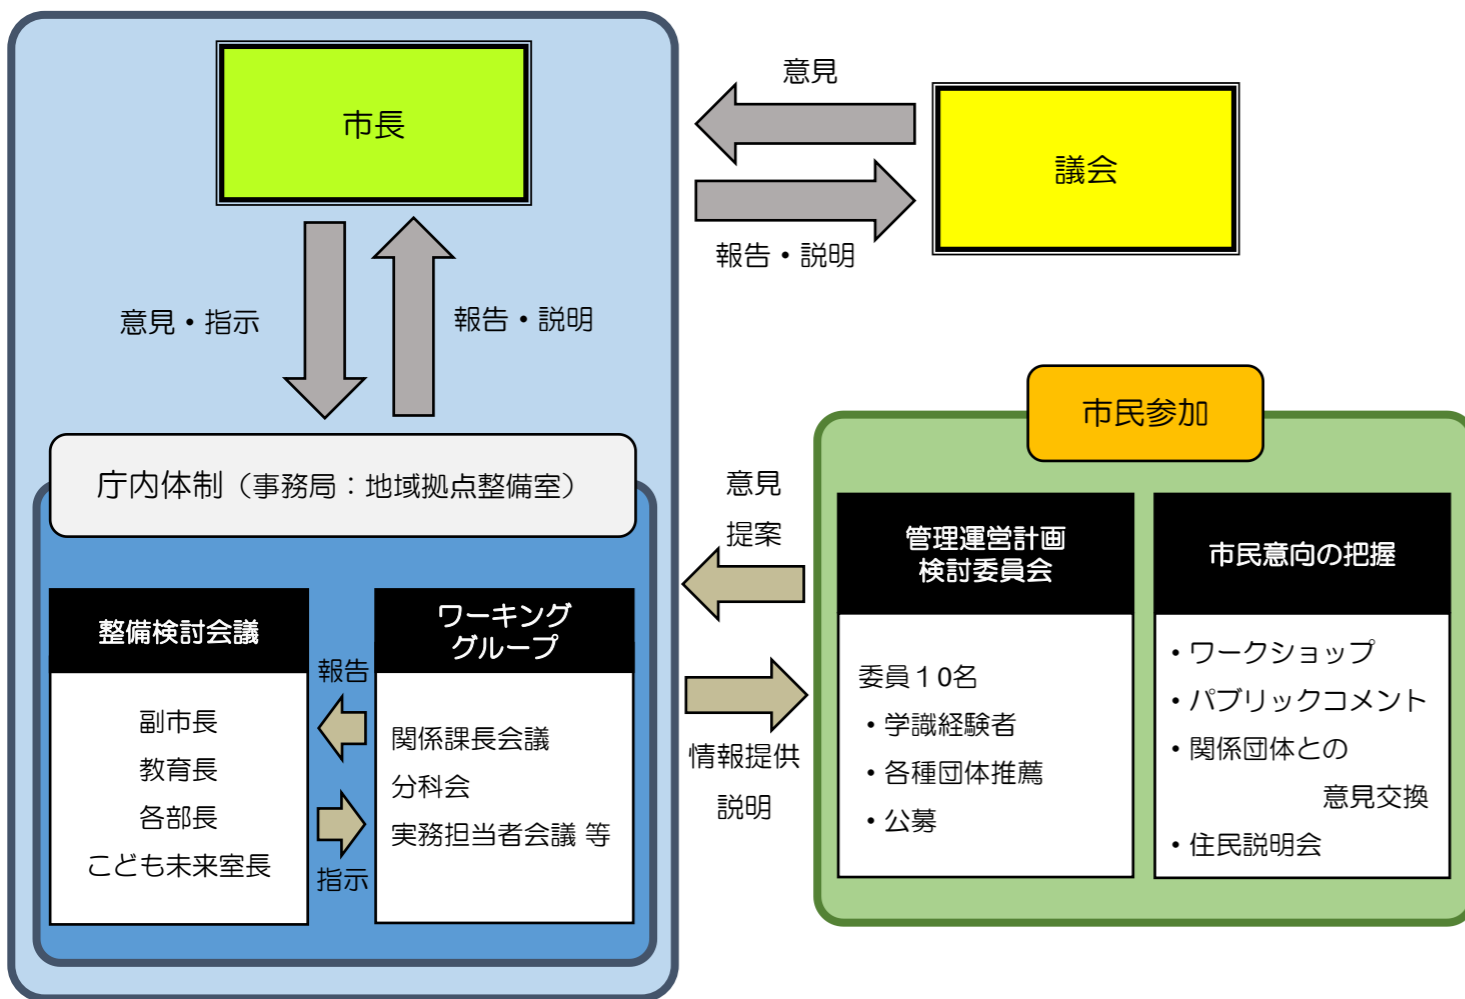 市長
意見
議会
報告・説明
意見・指示
報告・説明
庁内体制（事務局：地域拠点整備室）
整備検討会議
副市長
教育長
各部長
こども未来室長
報告
指示
ワーキング
グループ
関係課長会議
分科会
実務担当者会議 等
意見
提案
情報提供
説明
市民参加
管理運営計画
検討委員会
委員１0名
・学識経験者
・各種団体推薦
・公募
市民意向の把握
・ワークショップ
・パブリックコメント
・関係団体との
意見交換
・住民説明会